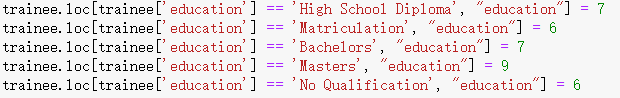 trainee.loc[trainee['education'] == 'High School Diploma', "education"] = 7
trainee.loc[trainee['education'] == 'Matriculation', "education"] = 6
trainee.loc[trainee['education'] == 'Bachelors', "education"] = 7
trainee.loc[trainee['education'] == 'Masters', "education"] = 9
trainee.loc[trainee['education'] == 'No Qualification', "education"] = 6